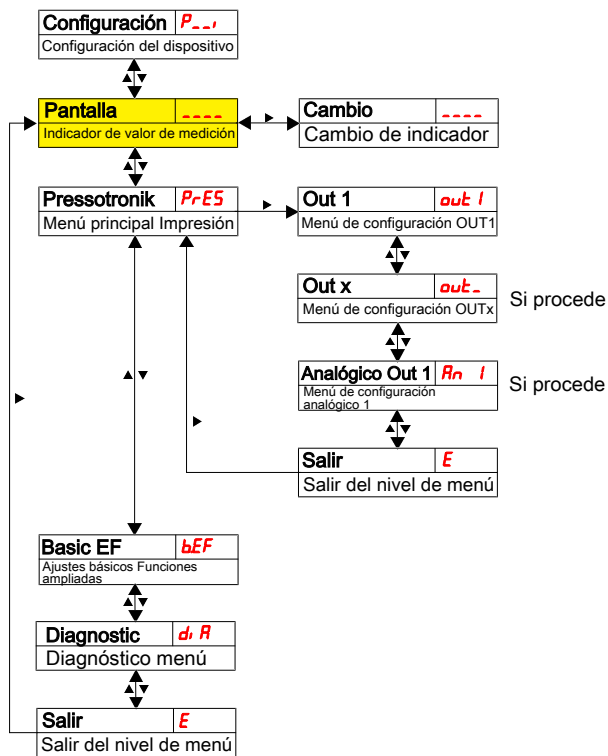 Configuración P__i
Configuración del dispositivo
Pantalla ----
Indicador de valor de medición
Cambio ----
Cambio de indicador
Pressotronik PrES
Menú principal Impresión
Out 1 out 1
Menú de configuración OUT1
Out x out_
Menú de configuración OUTx
Si procede
Analógico Out 1 An 1
Menú de configuración
analógico 1
Si procede
Salir E
Salir del nivel de menú
Basic EF b.EF
Ajustes básicos Funciones
ampliadas
Diagnostic di A
Diagnóstico menú
Salir E
Salir del nivel de menú